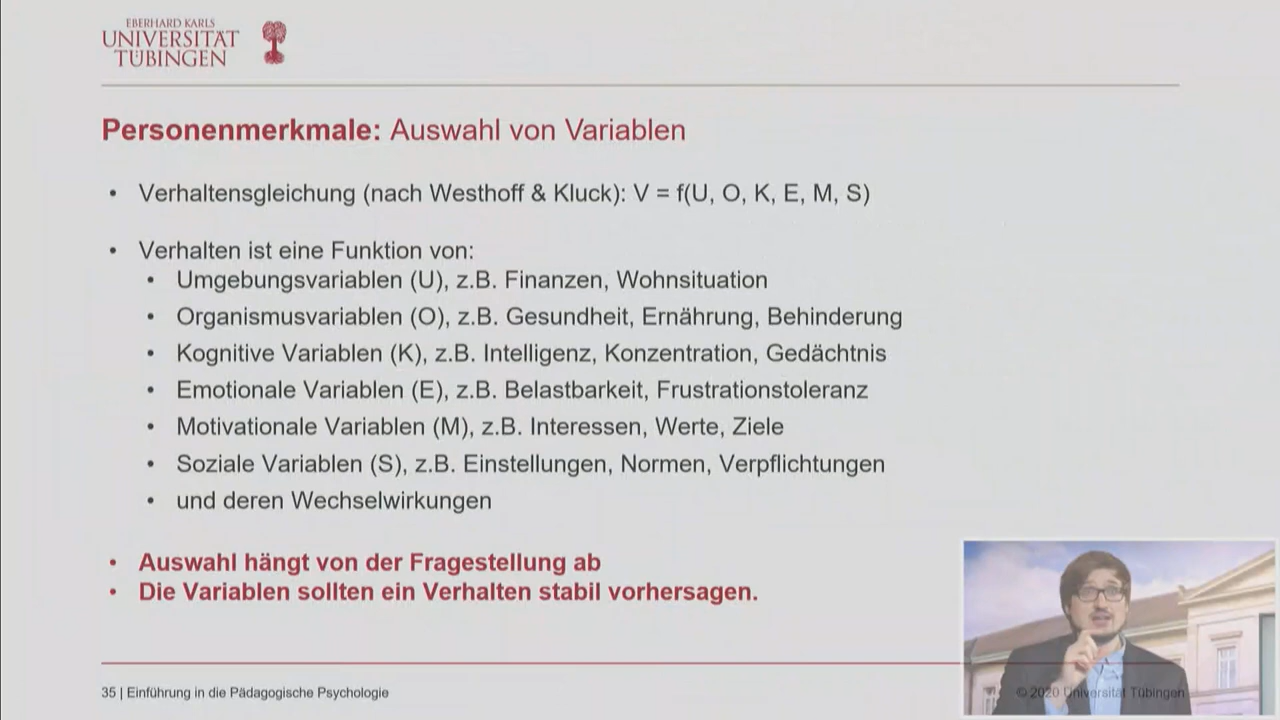 EBERHARD KARLS
UNIVERSITÄT
TÜBINGEN
Personenmerkmale: Auswahl von Variablen
• Verhaltensgleichung (nach Westhoff & Kluck): V = f(U, O, K, E, M, S)
• Verhalten ist eine Funktion von:
• Umgebungsvariablen (U), z.B. Finanzen, Wohnsituation
• Organismusvariablen (O), z.B. Gesundheit, Ernährung, Behinderung
• Kognitive Variablen (K), z.B. Intelligenz, Konzentration, Gedächtnis
• Emotionale Variablen (E), z.B. Belastbarkeit, Frustrationstoleranz
• Motivationale Variablen (M), z.B. Interessen, Werte, Ziele
• Soziale Variablen (S), z.B. Einstellungen, Normen, Verpflichtungen
• und deren Wechselwirkungen
• Auswahl hängt von der Fragestellung ab
• Die Variablen sollten ein Verhalten stabil vorhersagen.
35 | Einführung in die Pädagogische Psychologie
© 2020 Universität Tübingen